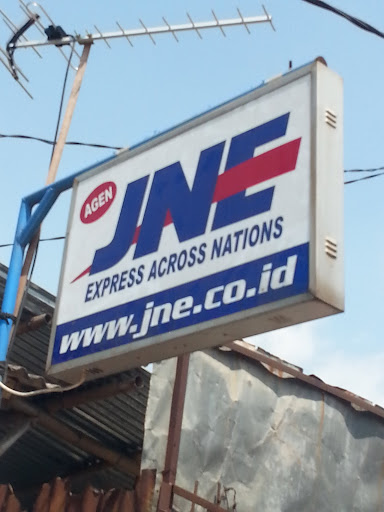 AGEN
JNE
EXPRESS ACROSS NATIONS
www.jne.co.id